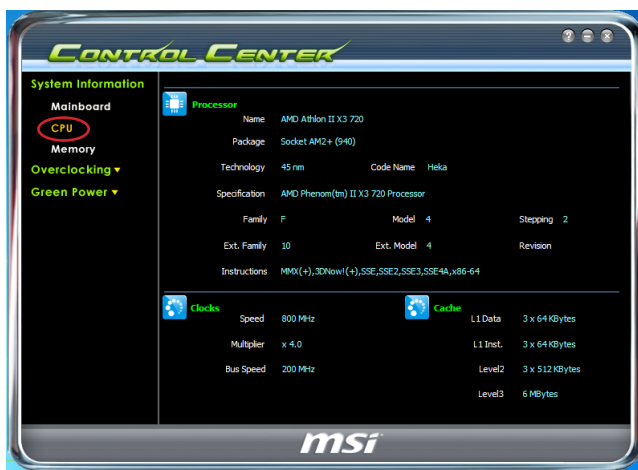 CONTROL CENTER
System Information
Mainboard
CPU
Memory
Overclocking
Green Power
Processor
Name AMD Athlon II X3 720
Package Socket AM2+ (940)
Technology 45 nm Code Name Heka
Specification AMD Phenom(tm) II X3 720 Processor
Family F Model 4 Stepping 2
Ext. Family 10 Ext. Model 4 Revision
Instructions MMX(+),3DNow!(+),SSE,SSE2,SSE3,SSE4A,x86-64
Clocks Cache
Speed 800 MHz L1 Data 3 x 64 KBytes
Multiplier x 4.0 L1 Inst. 3 x 64 KBytes
Bus Speed 200 MHz Level2 3 x 512 KBytes
Level3 6 MBytes
msi